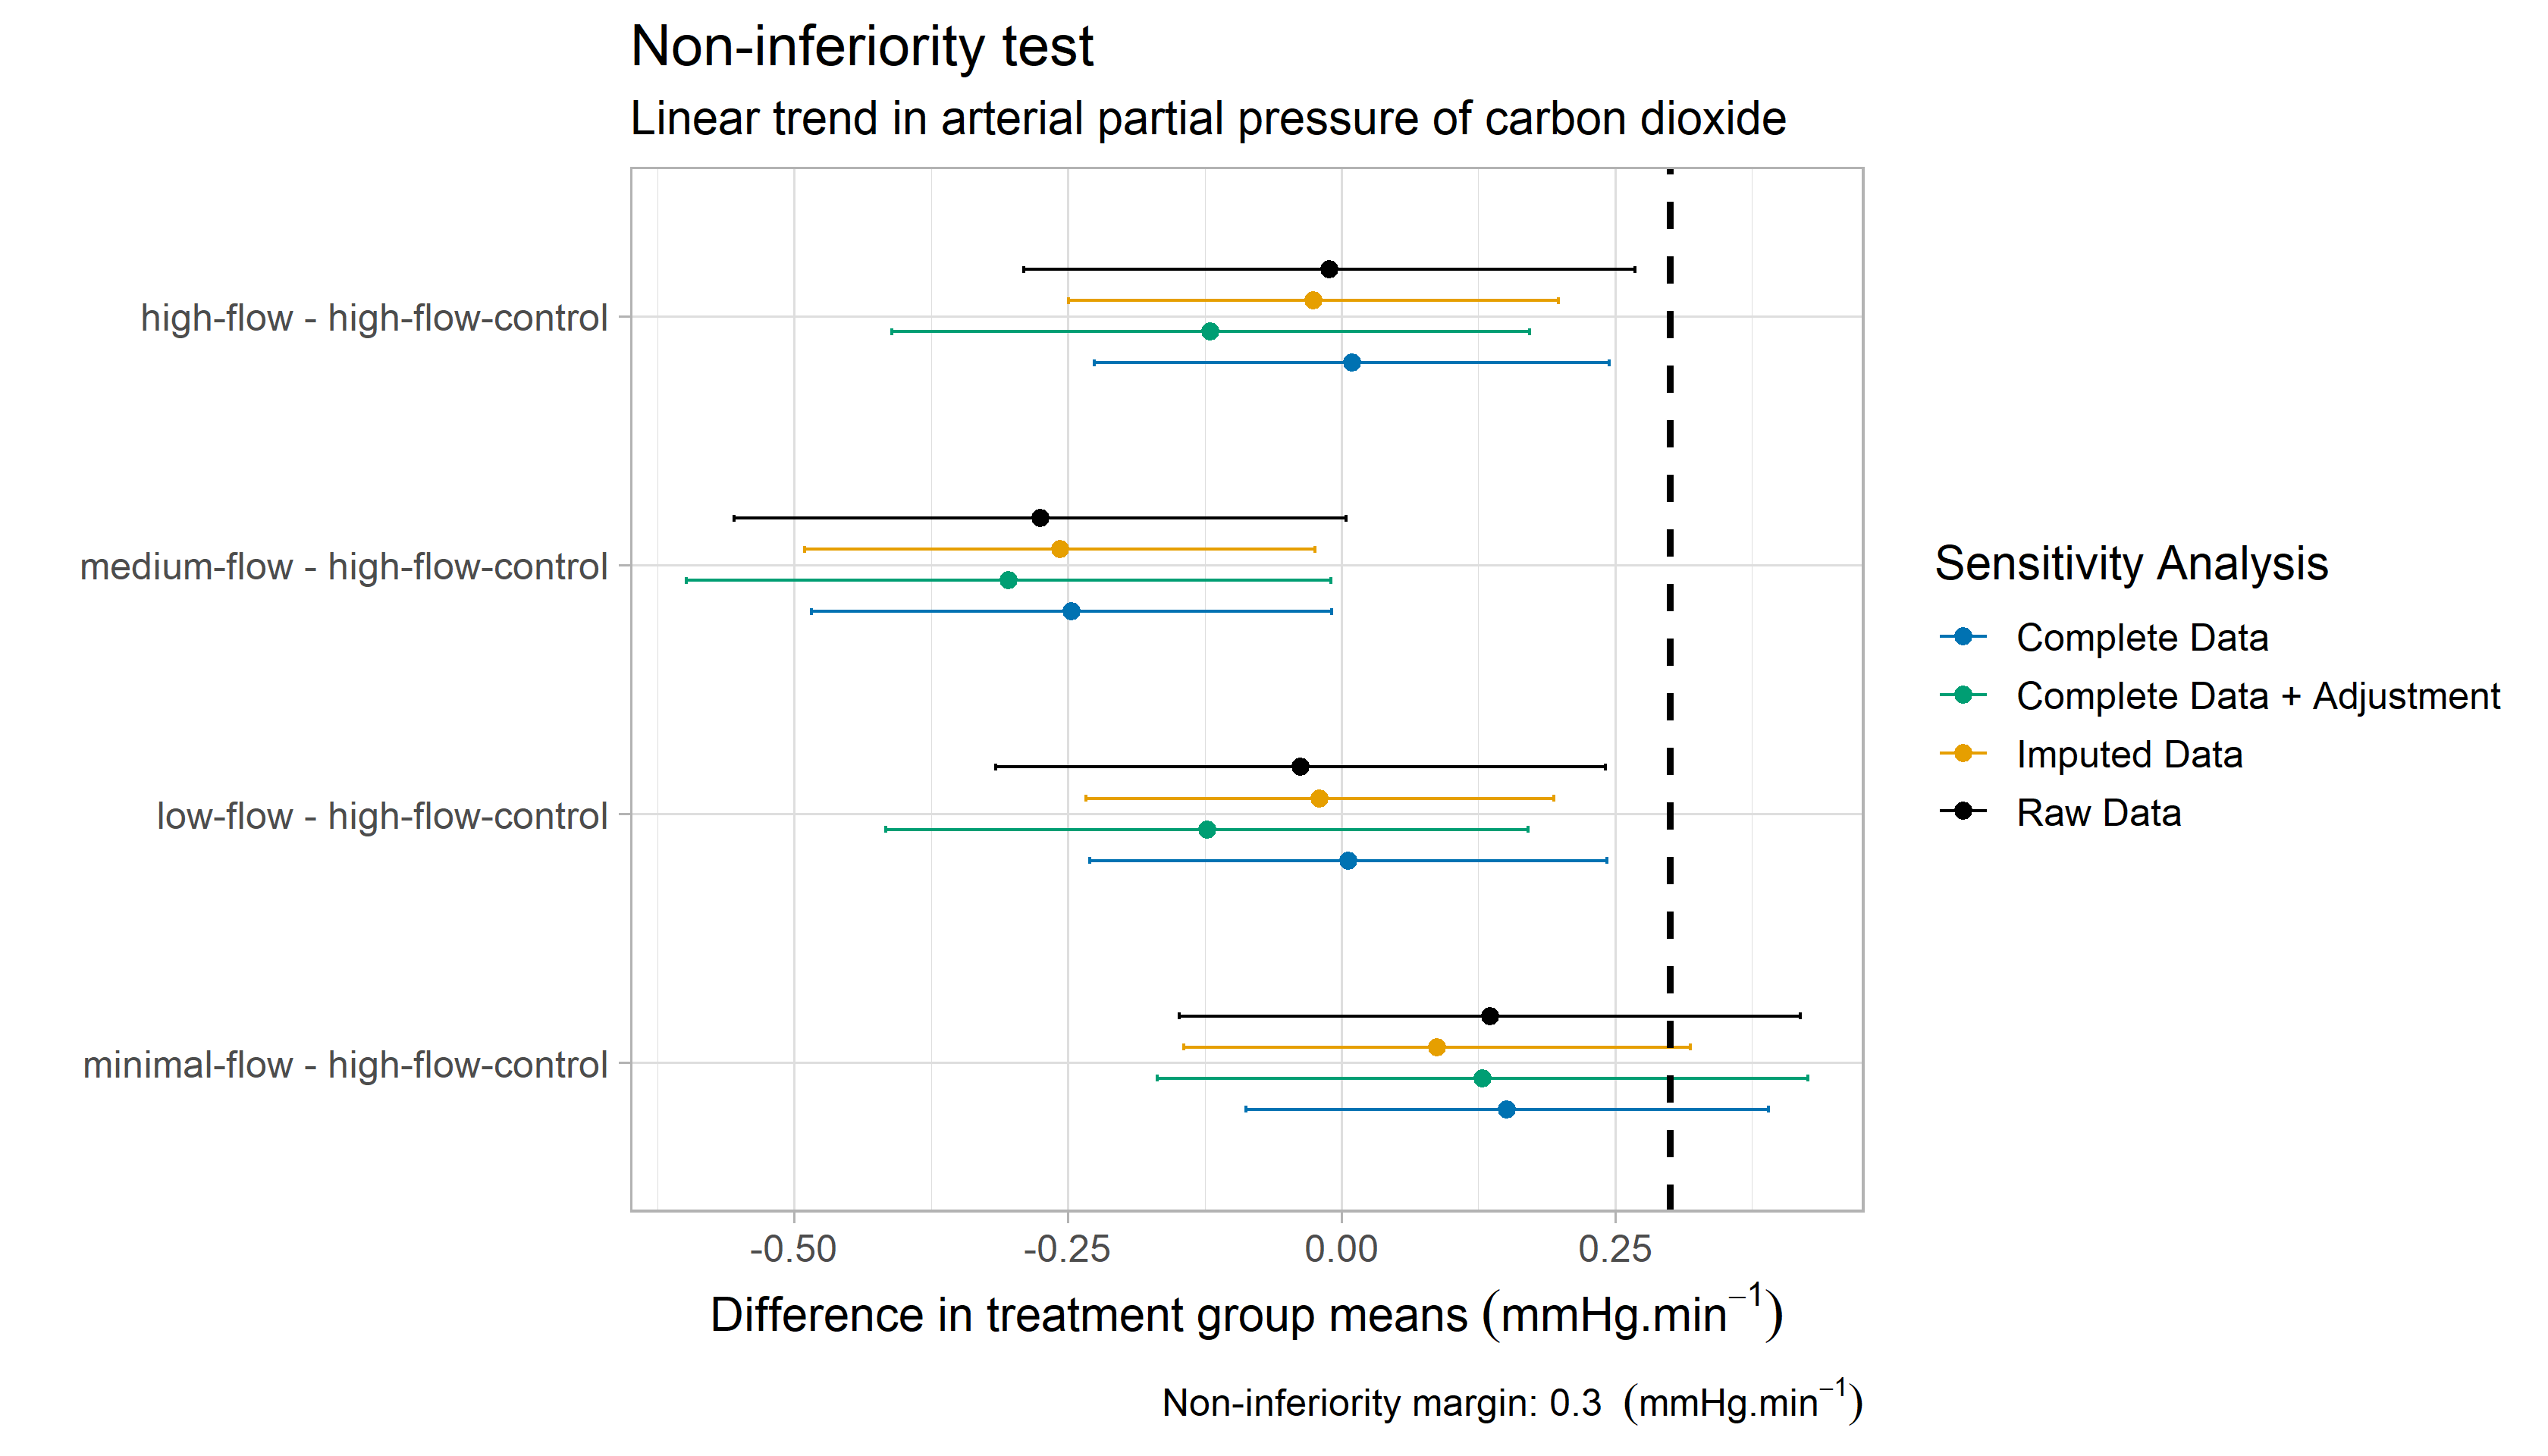 Non-inferiority test
Linear trend in arterial partial pressure of carbon dioxide
high-flow - high-flow-control
medium-flow - high-flow-control
low-flow - high-flow-control
minimal-flow - high-flow-control
-0.50 -0.25 0.00 0.25
Difference in treatment group means (mmHg.min⁻¹)
Non-inferiority margin: 0.3 (mmHg.min⁻¹)
Sensitivity Analysis
Complete Data
Complete Data + Adjustment
Imputed Data
Raw Data